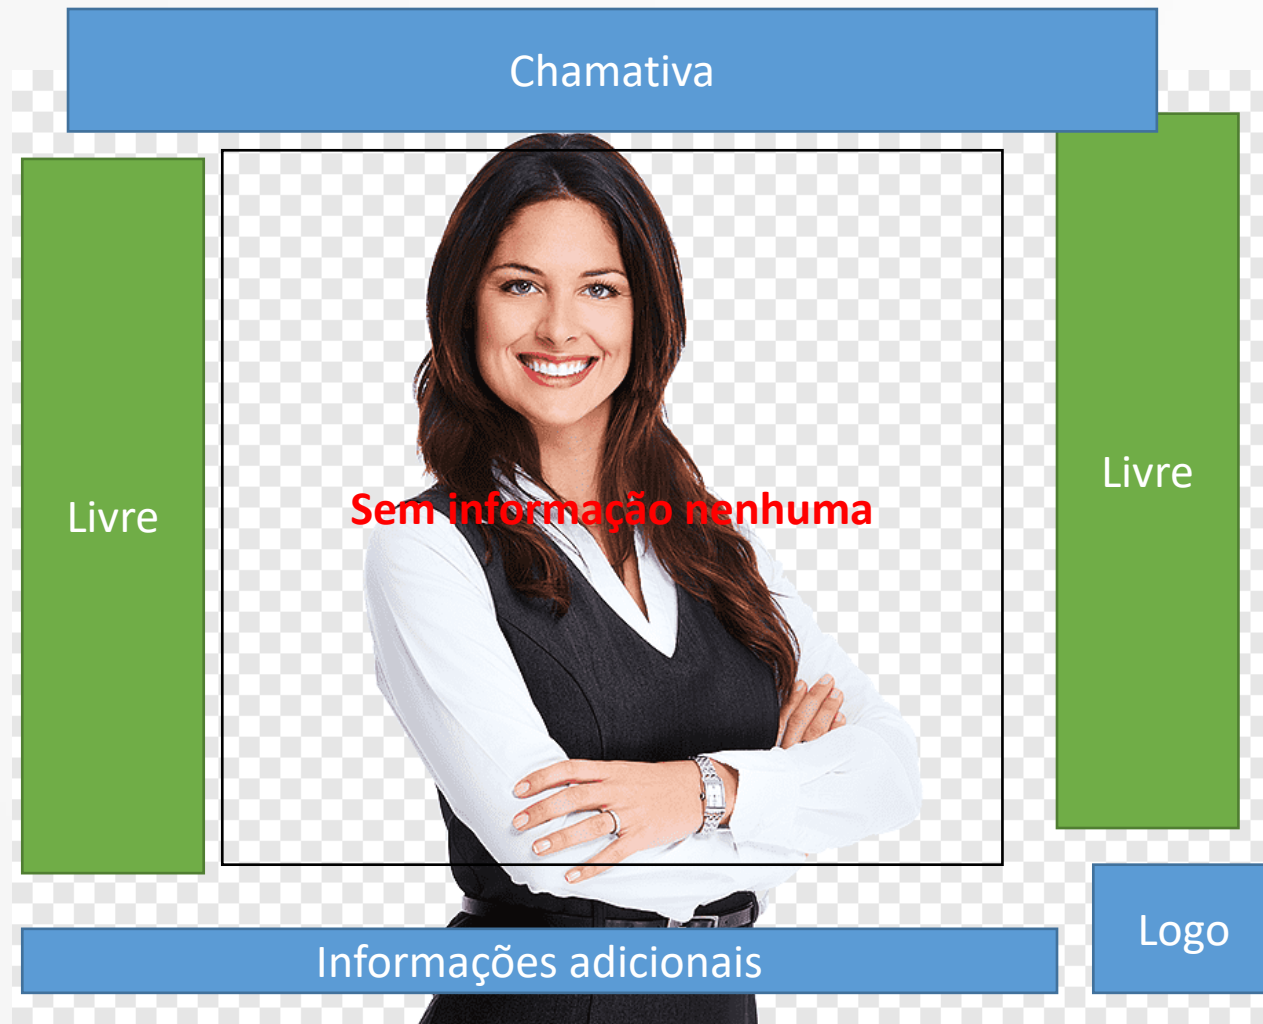 Chamativa
Livre
Sem informação nenhuma
Livre
Informações adicionais
Logo